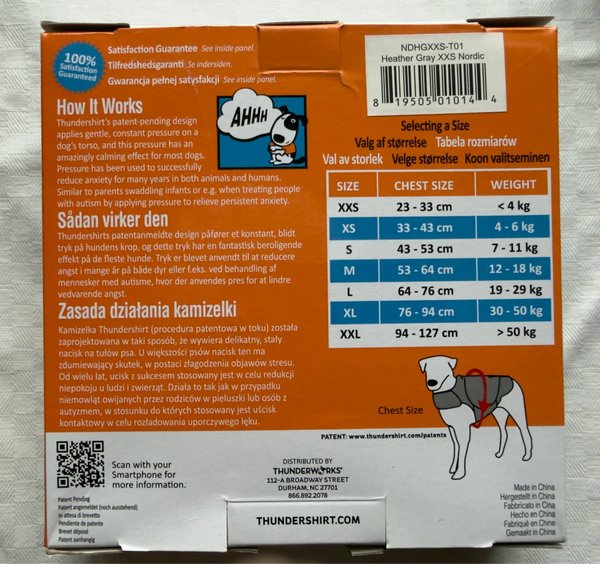 100%
Satisfaction
Guaranteed
Satisfaction Guarantee See inside panel.
Tilfredshedsgaranti Se indersiden.
Gwarancja pełnej satysfakcji See inside panel.
How It Works
Thundershirt's patent-pending design
applies gentle, constant pressure on a
dog's torso, and this pressure has an
amazingly calming effect for most dogs.
Pressure has been used to successfully
reduce anxiety for many years in both animals and humans.
Similar to parents swaddling infants or e.g. when treating people
with autism by applying pressure to relieve persistent anxiety.
AHHH
Sådan virker den
Thundershirts patentanmeldte design påfører et konstant, blidt
tryk på hundens krop, og dette tryk har en fantastisk beroligende
effekt på de fleste hunde. Tryk er blevet anvendt til at reducere
angst i mange år på både dyr eller f.eks. ved behandling af
mennesker med autisme, hvor der anvendes pres for at lindre
vedvarende angst.
Zasada działania kamizelki
Kamizelka Thundershirt (procedura patentowa w toku) została
zaprojektowana w taki sposób, że wywiera delikatny, stały
nacisk na tułów psa. U większości psów nacisk ten ma
zdumiewający skutek, w postaci złagodzenia objawów stresu.
Od wielu lat, ucisk z sukcesem stosowany jest w celu redukcji
niepokoju u ludzi i zwierząt. Działa to tak jak w przypadku
niemowląt owijanych przez rodziców w pieluszki lub osób z
autyzmem, w stosunku do których stosowany jest uścisk
kontaktowy w celu rozładowania uporczywego lęku.
NDHGXXS-T01
Heather Gray XXS Nordic
8 19505 01014 4
Selecting a Size
Valg af størrelse Tabela rozmiarów
Val av storlek Velge størrelse Koon valitseminen
SIZE CHEST SIZE WEIGHT
XXS 23 - 33 cm < 4 kg
XS 33 - 43 cm 4 - 6 kg
S 43 - 53 cm 7 - 11 kg
M 53 - 64 cm 12 - 18 kg
L 64 - 76 cm 19 - 29 kg
XL 76 - 94 cm 30 - 50 kg
XXL 94 - 127 cm > 50 kg
Chest Size
PATENT: www.thundershirt.com/patents
Scan with your
Smartphone for
more information.
Patent Pending
Patent angemeldet (noch ausstehend)
In attesa di brevetto
Pendiente de patente
Brevet déposé
Patent aanhangig
DISTRIBUTED BY
THUNDERWORKS
112-A BROADWAY STREET
DURHAM, NC 27701
866.892.2078
THUNDERSHIRT.COM
Made in China
Hergestellt in China
Fabbricato in Cina
Hecho en China
Fabriqué en Chine
Gemaakt in China